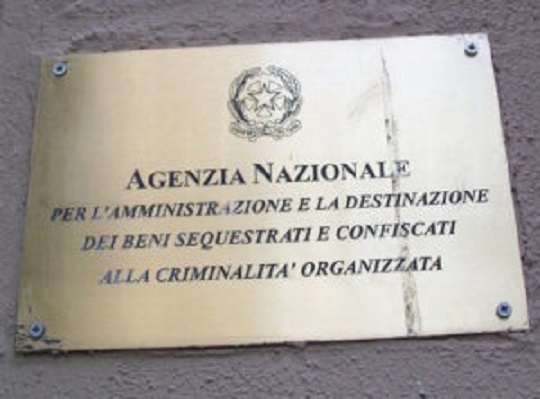 AGENZIA NAZIONALE
PER L'AMMINISTRAZIONE E LA DESTINAZIONE
DEI BENI SEQUESTRATI E CONFISCATI
ALLA CRIMINALITA' ORGANIZZATA